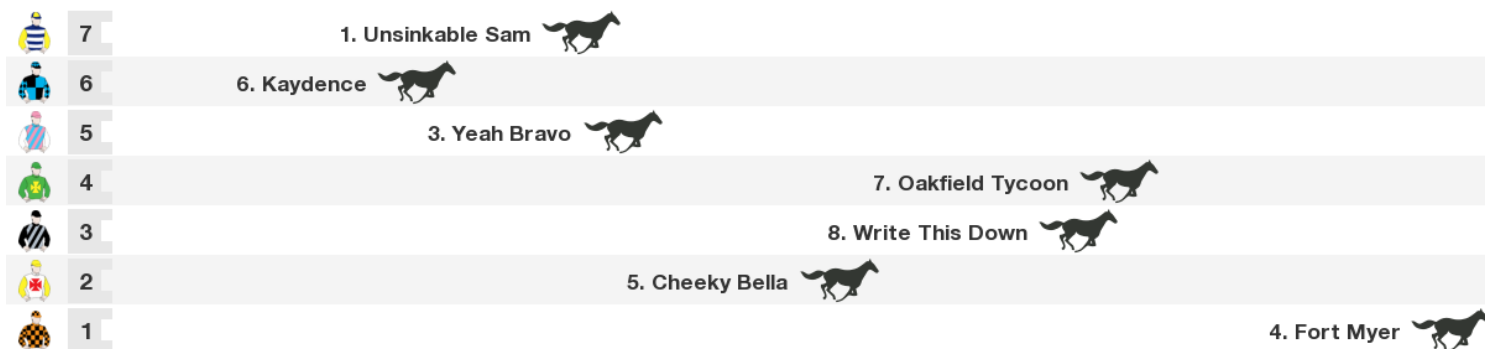 7 1. Unsinkable Sam
6 6. Kaydence
5 3. Yeah Bravo
4 7. Oakfield Tycoon
3 8. Write This Down
2 5. Cheeky Bella
1 4. Fort Myer